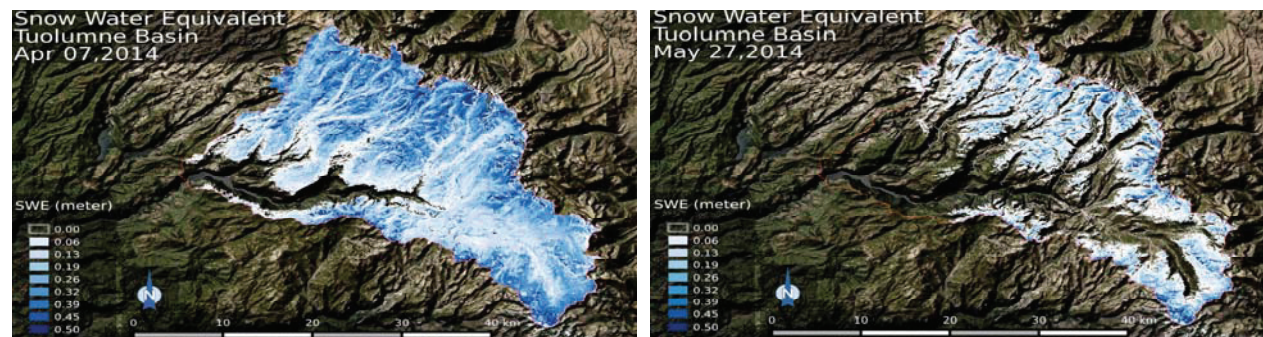 Snow Water Equivalent
Tuolumne Basin
Apr 07,2014
SWE (meter)
0.00
0.06
0.13
0.19
0.26
0.32
0.39
0.45
0.50
N
0 10 20 30 40 km
Snow Water Equivalent
Tuolumne Basin
May 27,2014
SWE (meter)
0.00
0.06
0.13
0.19
0.26
0.32
0.39
0.45
0.50
N
0 10 20 30 40 km